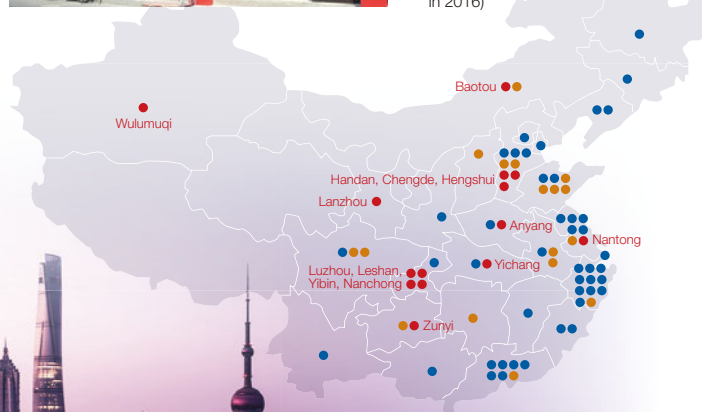 in 2016)
Baotou
Wulumuqi
Handan, Chengde, Hengshui
Lanzhou
Anyang
Nantong
Yichang
Luzhou, Leshan,
Yibin, Nanchong
Zunyi